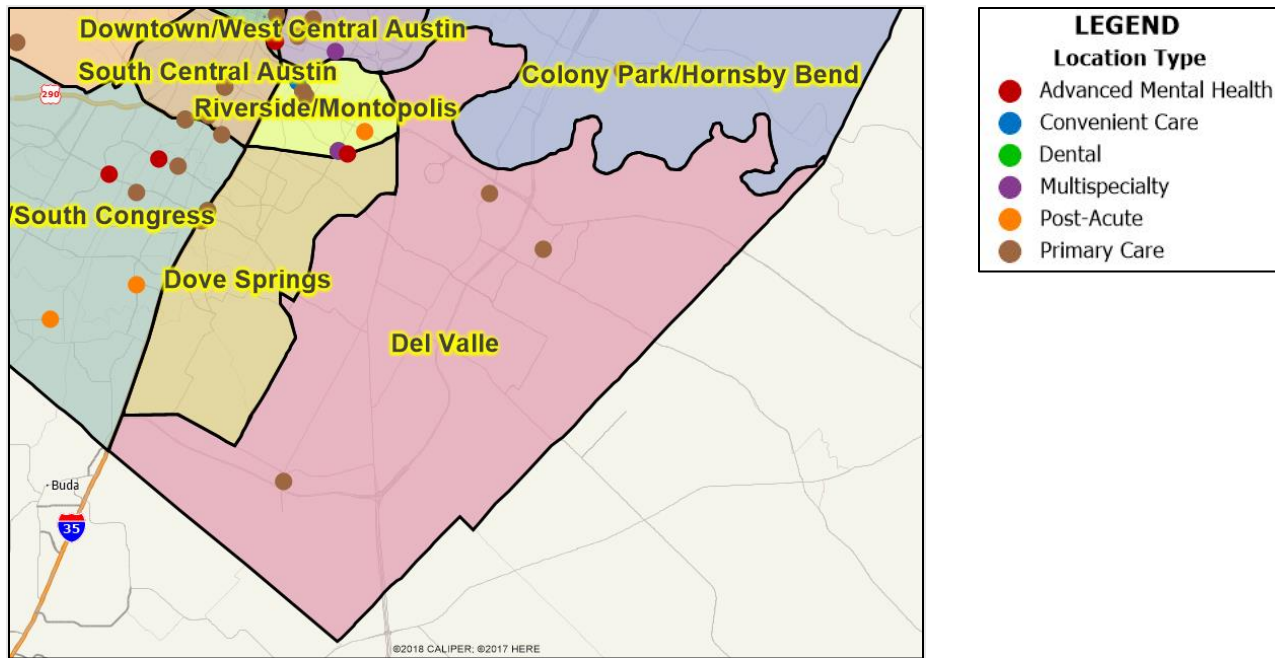 Downtown/West Central Austin
South Central Austin
Colony Park/Hornsby Bend
290
Riverside/Montopolis
/South Congress
Dove Springs
Del Valle
Buda
35
©2018 CALIPER; ©2017 HERE
LEGEND
Location Type
Advanced Mental Health
Convenient Care
Dental
Multispecialty
Post-Acute
Primary Care